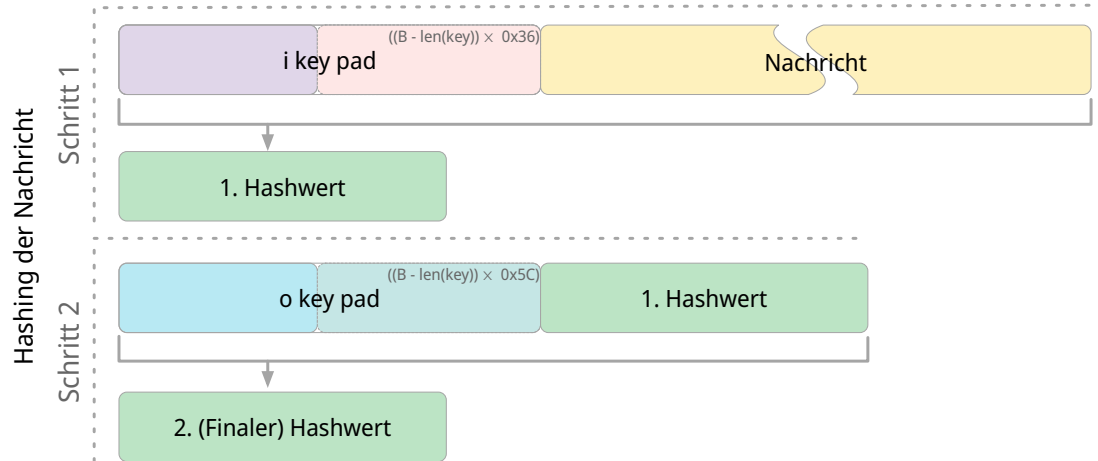 Hashing der Nachricht
Schritt 1
((B - len(key)) × 0x36)
i key pad
Nachricht
1. Hashwert
Schritt 2
((B - len(key)) × 0x5C)
o key pad
1. Hashwert
2. (Finaler) Hashwert